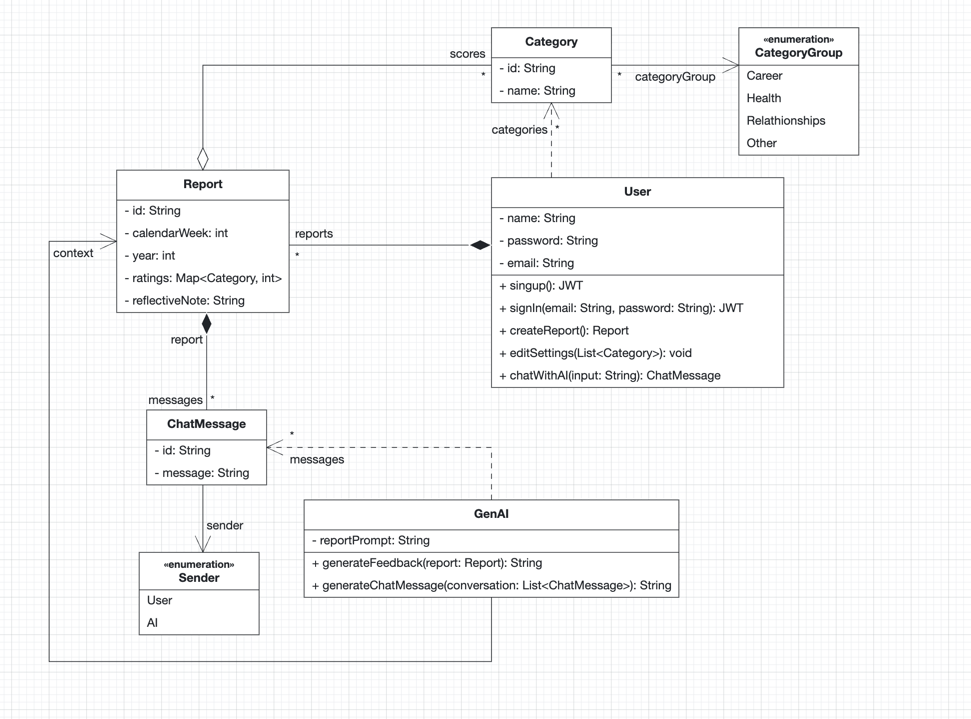 scores
*
Category
- id: String
- name: String
*
categoryGroup
«enumeration»
CategoryGroup
Career
Health
Relathionships
Other
categories
*
Report
- id: String
- calendarWeek: int
- year: int
- ratings: Map<Category, int>
- reflectiveNote: String
context
reports
*
User
- name: String
- password: String
- email: String
+ singup(): JWT
+ signIn(email: String, password: String): JWT
+ createReport(): Report
+ editSettings(List<Category>): void
+ chatWithAI(input: String): ChatMessage
report
messages
*
ChatMessage
- id: String
- message: String
*
messages
sender
«enumeration»
Sender
User
AI
GenAI
- reportPrompt: String
+ generateFeedback(report: Report): String
+ generateChatMessage(conversation: List<ChatMessage>): String